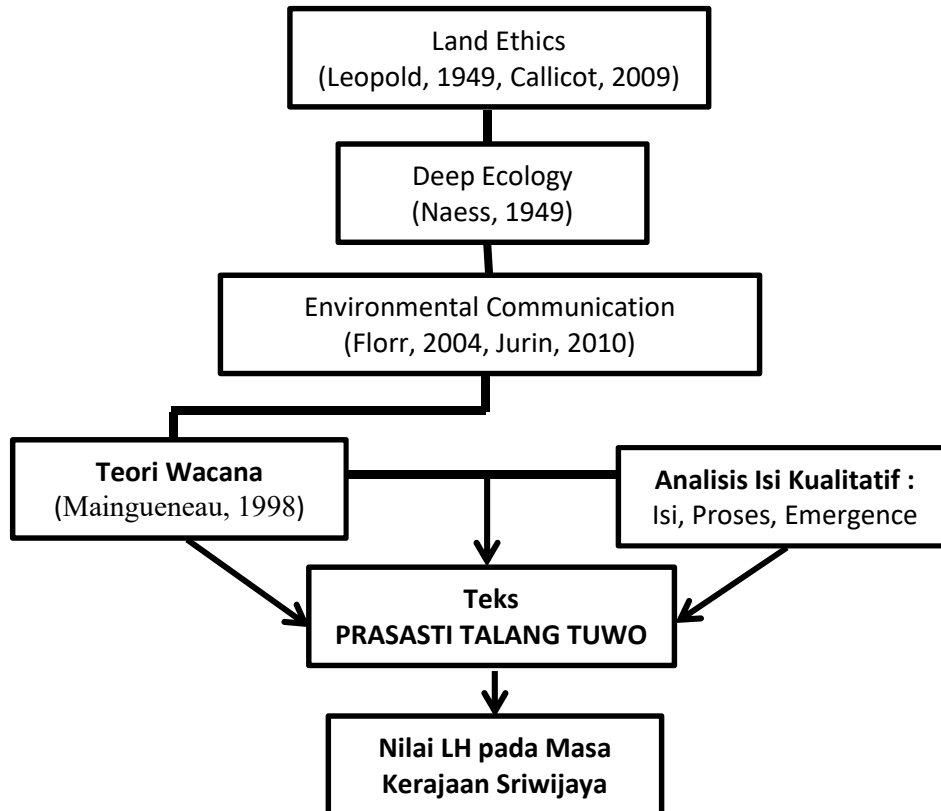 Land Ethics
(Leopold, 1949, Callicot, 2009)
Deep Ecology
(Naess, 1949)
Environmental Communication
(Florr, 2004, Jurin, 2010)
Teori Wacana
(Maingueneau, 1998)
Analisis Isi Kualitatif :
Isi, Proses, Emergence
Teks
PRASASTI TALANG TUWO
Nilai LH pada Masa
Kerajaan Sriwijaya